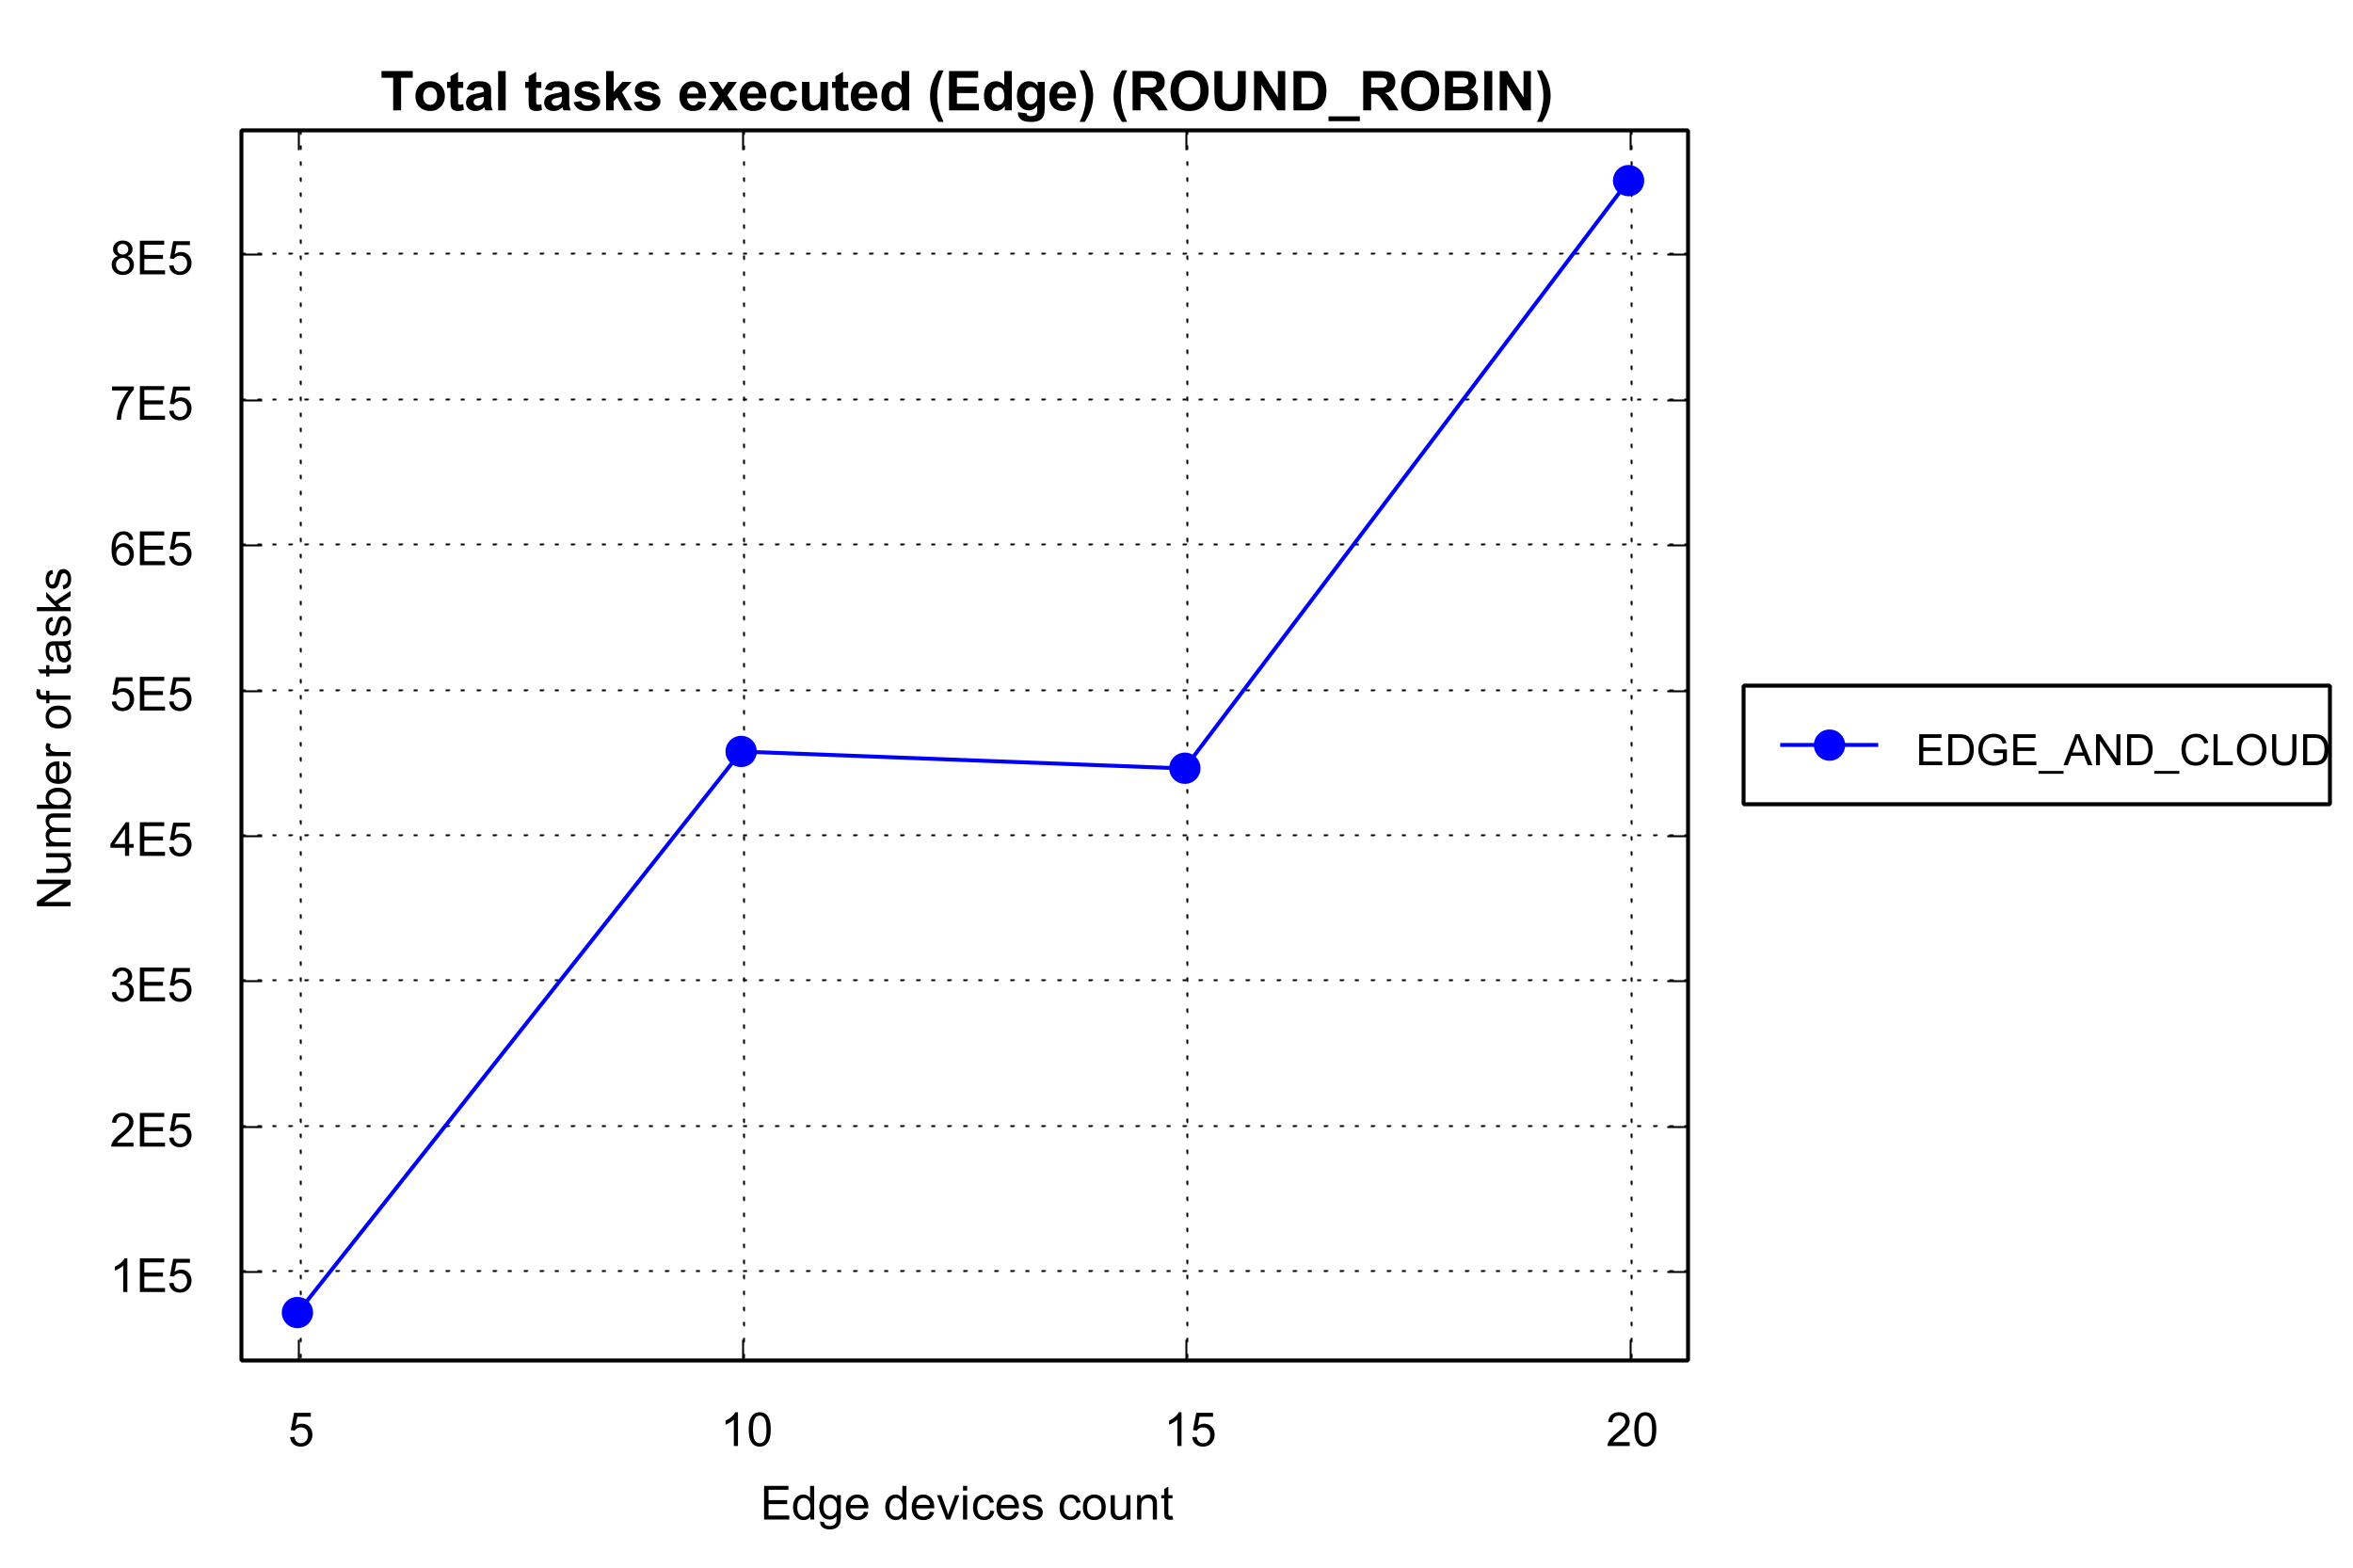 Total tasks executed (Edge) (ROUND_ROBIN)
8E5
7E5
6E5
5E5
4E5
3E5
2E5
1E5
Number of tasks
5 10 15 20
Edge devices count
EDGE_AND_CLOUD